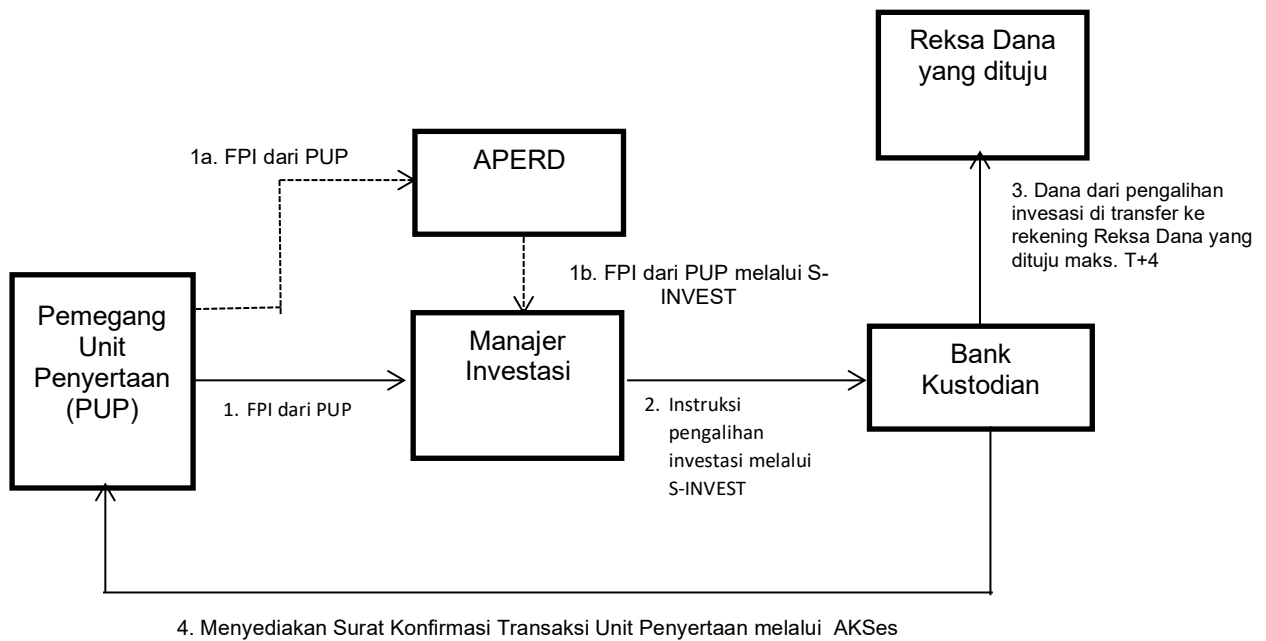 Reksa Dana
yang dituju
1a. FPI dari PUP
APERD
3. Dana dari pengalihan
invesasi di transfer ke
rekening Reksa Dana yang
dituju maks. T+4
1b. FPI dari PUP melalui S-
INVEST
Pemegang
Unit
Penyertaan
(PUP)
Manajer
Investasi
Bank
Kustodian
1. FPI dari PUP
2. Instruksi
pengalihan
investasi melalui
S-INVEST
4. Menyediakan Surat Konfirmasi Transaksi Unit Penyertaan melalui AKSes